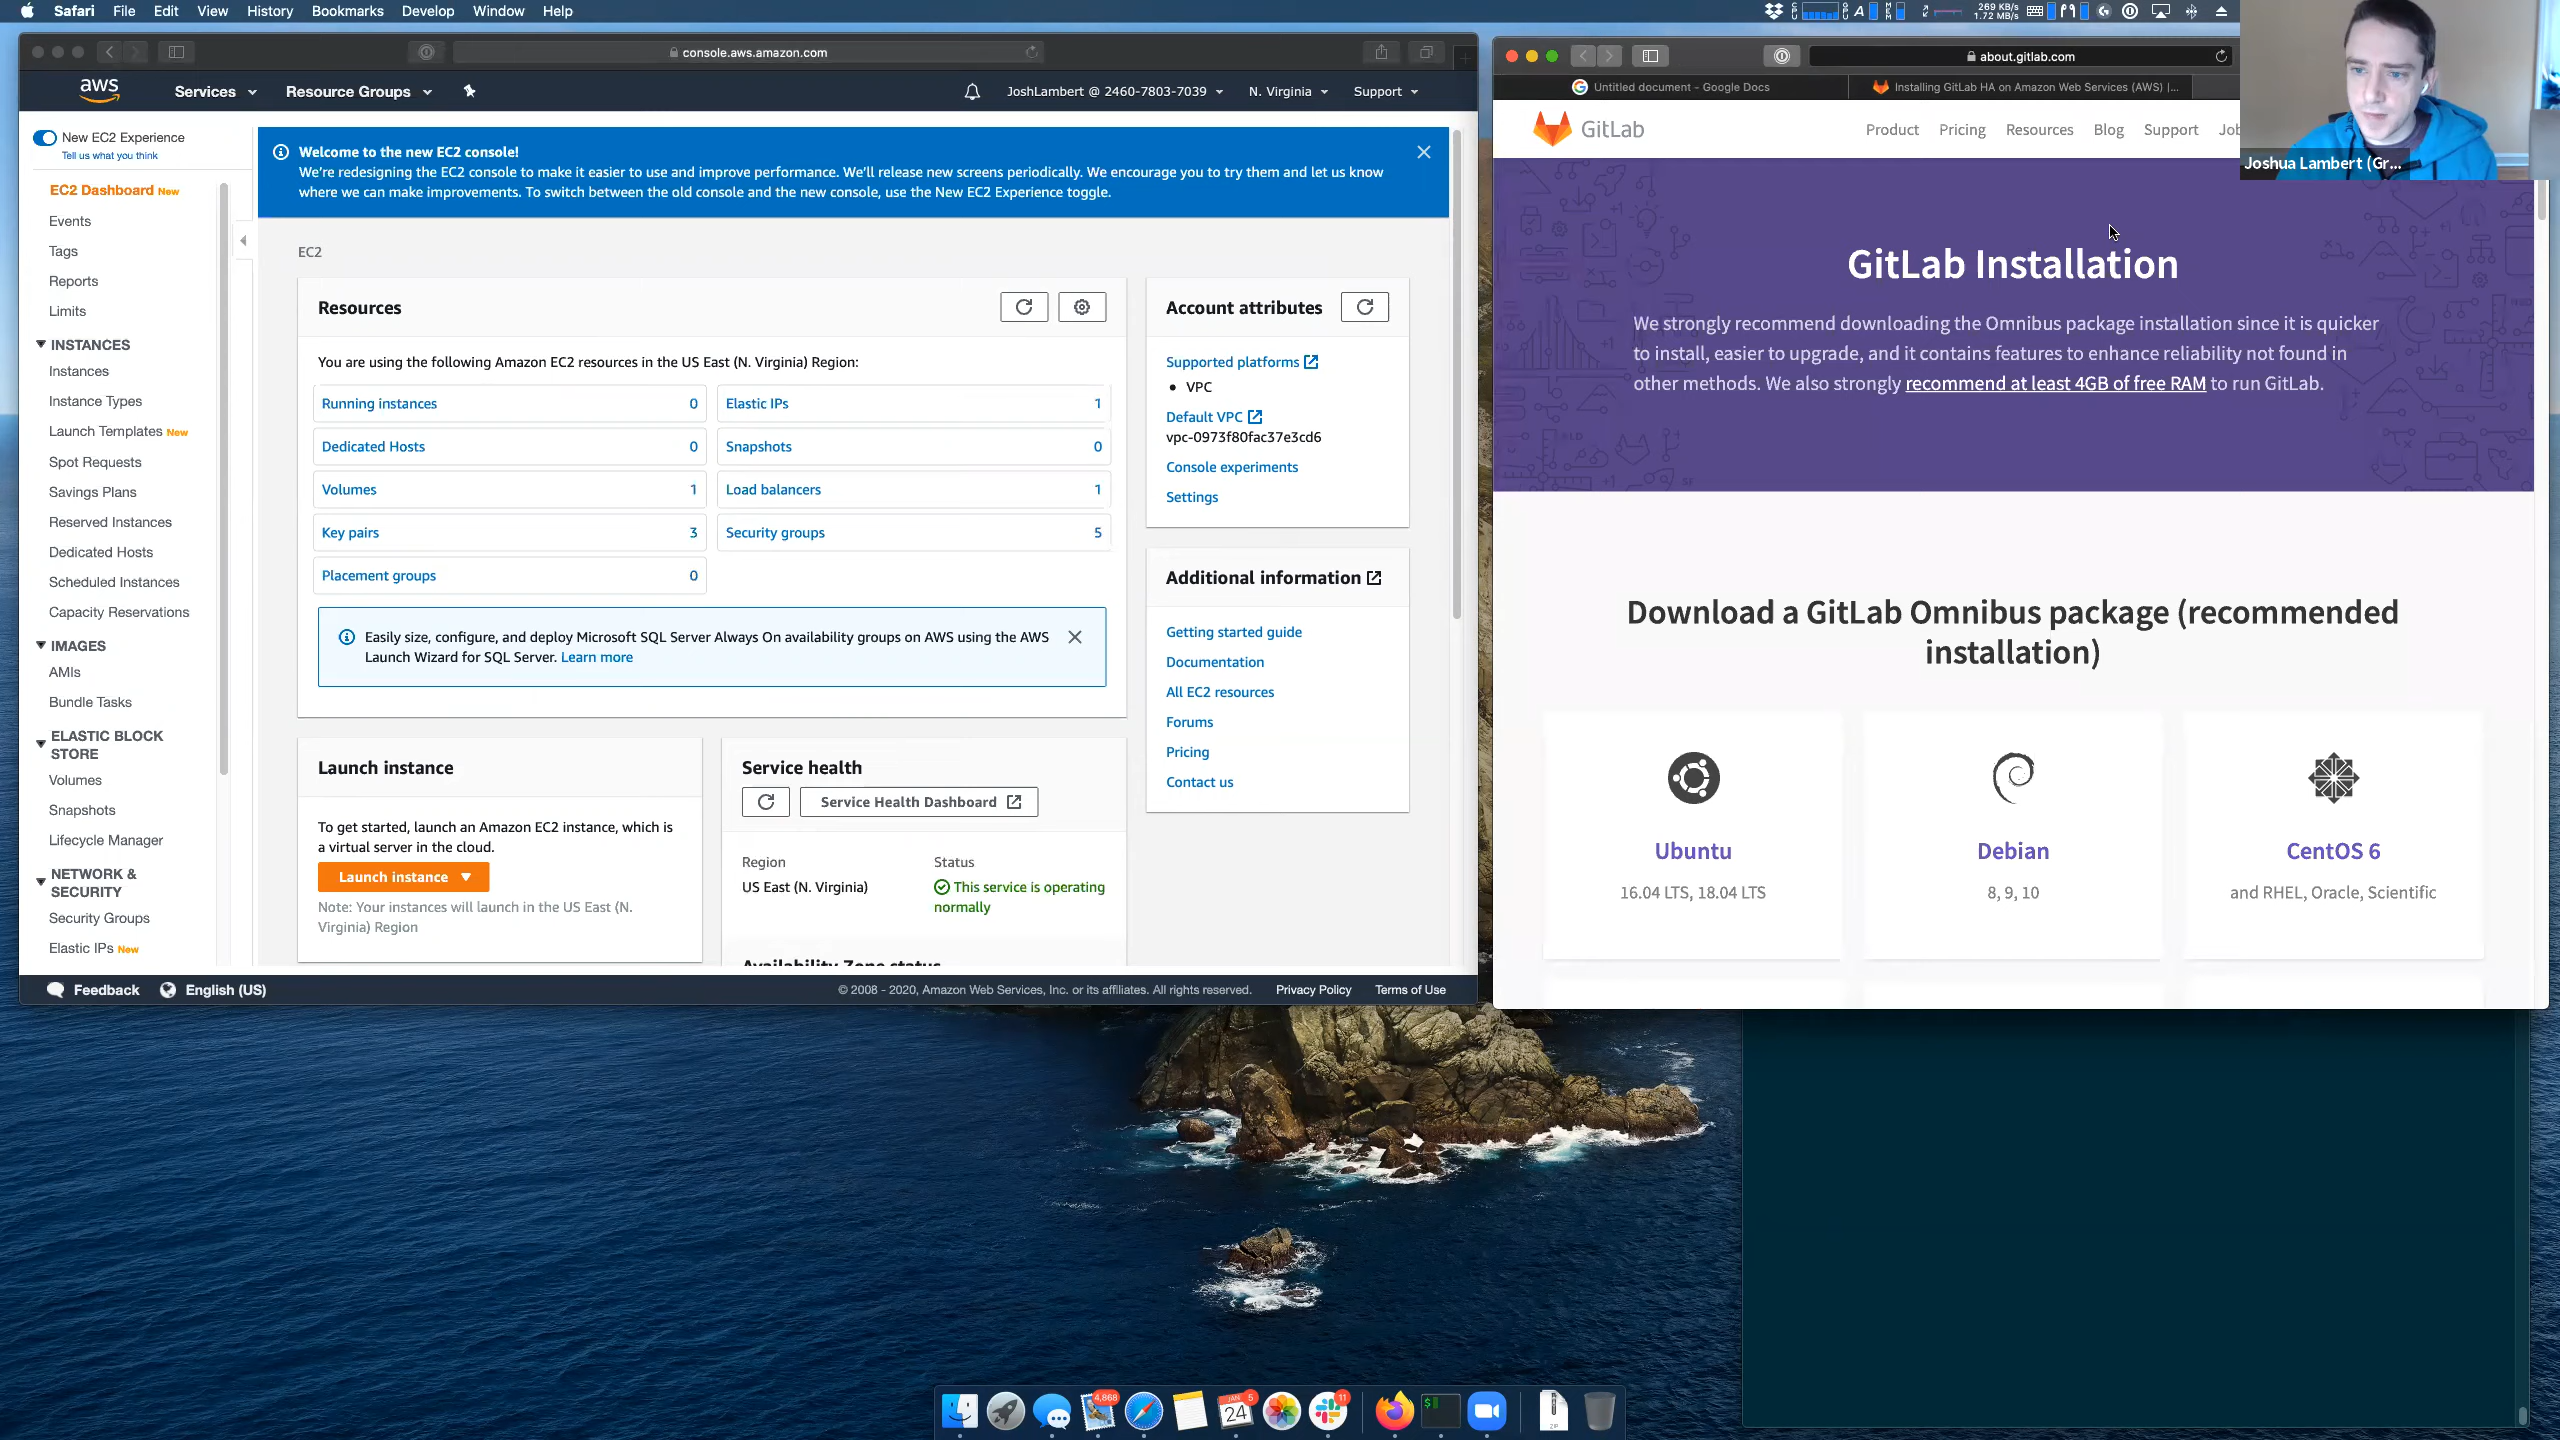 Safari File Edit View History Bookmarks Develop Window Help
269 KB/s
1.72 MB/s
console.aws.amazon.com
aws
Services
Resource Groups
JoshLambert @ 2460-7803-7039
N. Virginia
Support
New EC2 Experience
Tell us what you think
EC2 Dashboard New
Events
Tags
Reports
Limits
INSTANCES
Instances
Instance Types
Launch Templates New
Spot Requests
Savings Plans
Reserved Instances
Dedicated Hosts
Scheduled Instances
Capacity Reservations
IMAGES
AMIs
Bundle Tasks
ELASTIC BLOCK
STORE
Volumes
Snapshots
Lifecycle Manager
NETWORK &
SECURITY
Security Groups
Elastic IPs New
Welcome to the new EC2 console!
We're redesigning the EC2 console to make it easier to use and improve performance. We'll release new screens periodically. We encourage you to try them and let us know
where we can make improvements. To switch between the old console and the new console, use the New EC2 Experience toggle.
EC2
Resources
You are using the following Amazon EC2 resources in the US East (N. Virginia) Region:
Running instances 0
Elastic IPs 1
Dedicated Hosts 0
Snapshots 0
Volumes 1
Load balancers 1
Key pairs 3
Security groups 5
Placement groups 0
Easily size, configure, and deploy Microsoft SQL Server Always On availability groups on AWS using the AWS
Launch Wizard for SQL Server. Learn more
Launch instance
To get started, launch an Amazon EC2 instance, which is
a virtual server in the cloud.
Launch instance
Note: Your instances will launch in the US East (N.
Virginia) Region
Service health
Service Health Dashboard
Region
US East (N. Virginia)
Status
This service is operating
normally
Availability Zone status
Account attributes
Supported platforms
VPC
Default VPC
vpc-0973f80fac37e3cd6
Console experiments
Settings
Additional information
Getting started guide
Documentation
All EC2 resources
Forums
Pricing
Contact us
Feedback
English (US)
© 2008 - 2020, Amazon Web Services, Inc. or its affiliates. All rights reserved.
Privacy Policy
Terms of Use
about.gitlab.com
Untitled document - Google Docs
Installing GitLab HA on Amazon Web Services (AWS) |...
GitLab
Product
Pricing
Resources
Blog
Support
Job
Joshua Lambert (Gr...
GitLab Installation
We strongly recommend downloading the Omnibus package installation since it is quicker
to install, easier to upgrade, and it contains features to enhance reliability not found in
other methods. We also strongly recommend at least 4GB of free RAM to run GitLab.
Download a GitLab Omnibus package (recommended
installation)
Ubuntu
16.04 LTS, 18.04 LTS
Debian
8, 9, 10
CentOS 6
and RHEL, Oracle, Scientific
4,868
JAN
24
5
11
ZIP